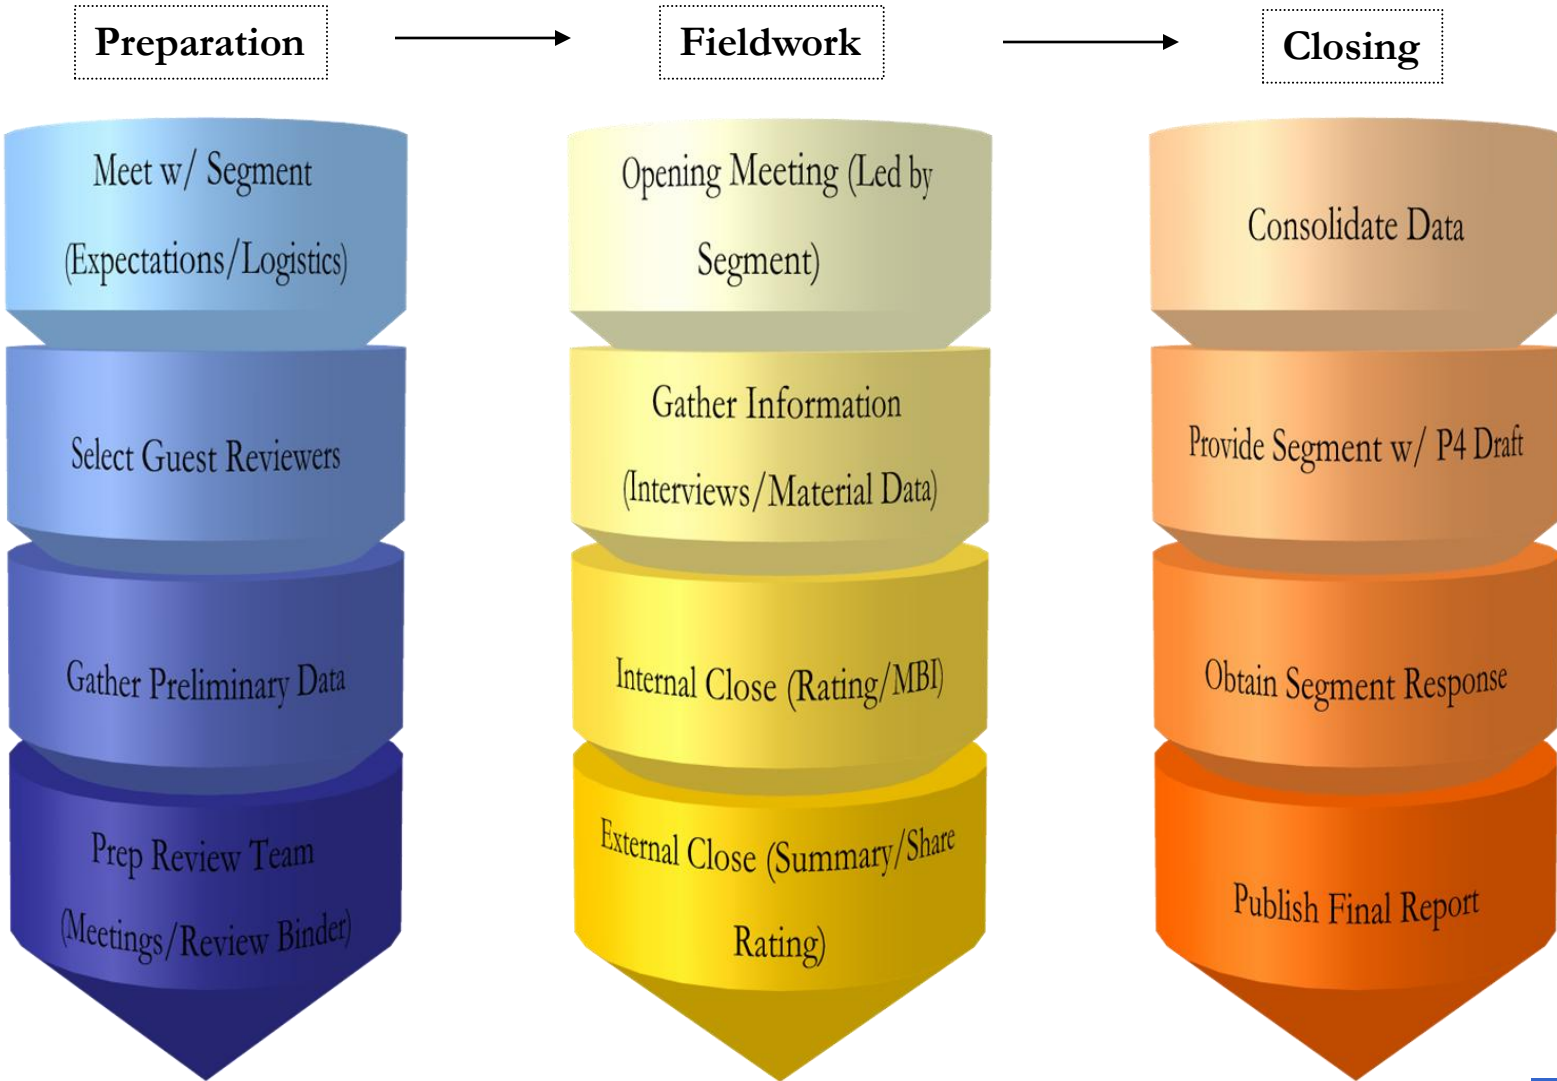 Preparation
Fieldwork
Closing
Meet w/ Segment
(Expectations/Logistics)
Select Guest Reviewers
Gather Preliminary Data
Prep Review Team
(Meetings/Review Binder)
Opening Meeting (Led by
Segment)
Gather Information
(Interviews/Material Data)
Internal Close (Rating/MBI)
External Close (Summary/Share
Rating)
Consolidate Data
Provide Segment w/ P4 Draft
Obtain Segment Response
Publish Final Report